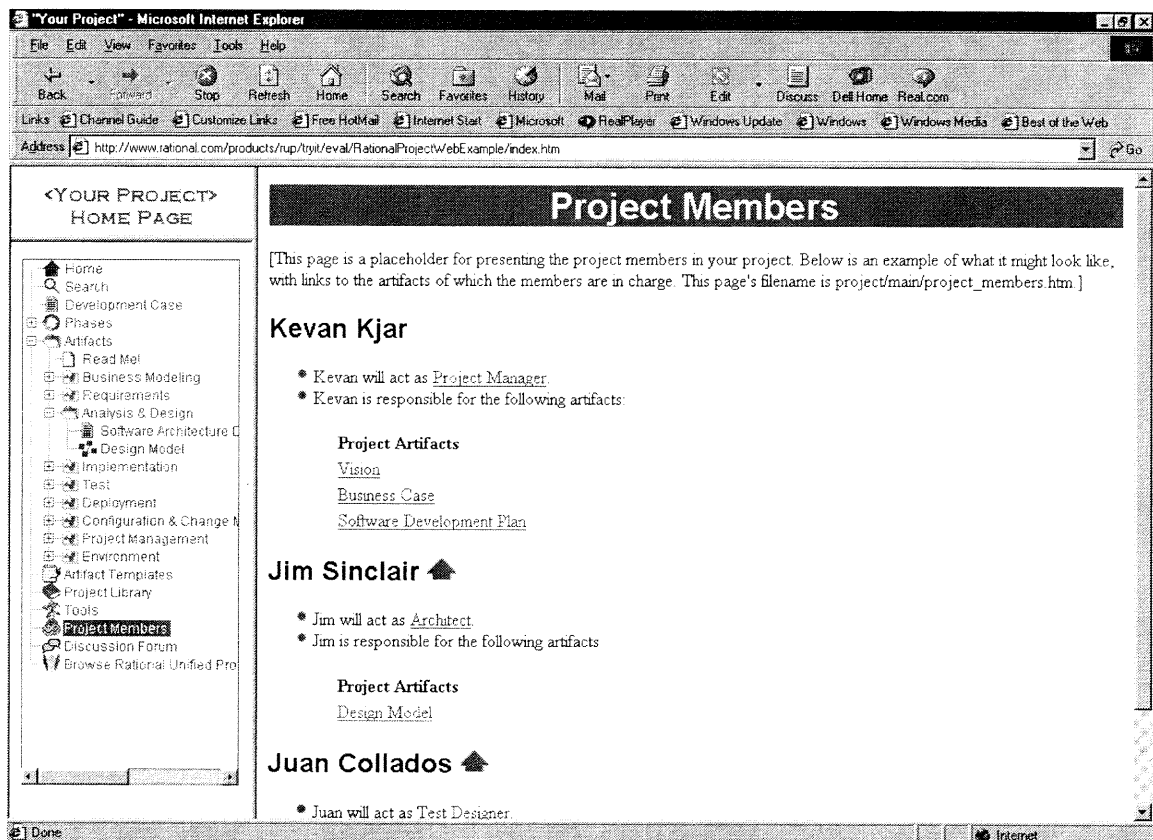 "Your Project" - Microsoft Internet Explorer
File Edit View Favorites Tools Help
Back Forward Stop Refresh Home Search Favorites History Mail Print Edit Discuss Dell Home Real.com
Links Channel Guide Customize Links Free HotMail Internet Start Microsoft RealPlayer Windows Update Windows Windows Media Best of the Web
Address http://www.rational.com/products/rup/tryit/eval/RationalProjectWebExample/index.htm Go
<YOUR PROJECT>
HOME PAGE
Home
Search
Development Case
Phases
Artifacts
Read Me!
Business Modeling
Requirements
Analysis & Design
Software Architecture D
Design Model
Implementation
Test
Deployment
Configuration & Change M
Project Management
Environment
Artifact Templates
Project Library
Tools
Project Members
Discussion Forum
Browse Rational Unified Pro
Project Members
[This page is a placeholder for presenting the project members in your project. Below is an example of what it might look like,
with links to the artifacts of which the members are in charge. This page's filename is project/main/project_members.htm.]
Kevan Kjar
Kevan will act as Project Manager.
Kevan is responsible for the following artifacts:
Project Artifacts
Vision
Business Case
Software Development Plan
Jim Sinclair
Jim will act as Architect.
Jim is responsible for the following artifacts
Project Artifacts
Design Model
Juan Collados
Juan will act as Test Designer.
Done Internet